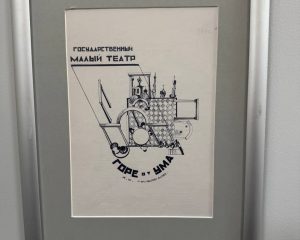 ГОСУДАРСТВЕННЫЙ
МАЛЫЙ ТЕАТР
ГОРЕ ОТ УМА